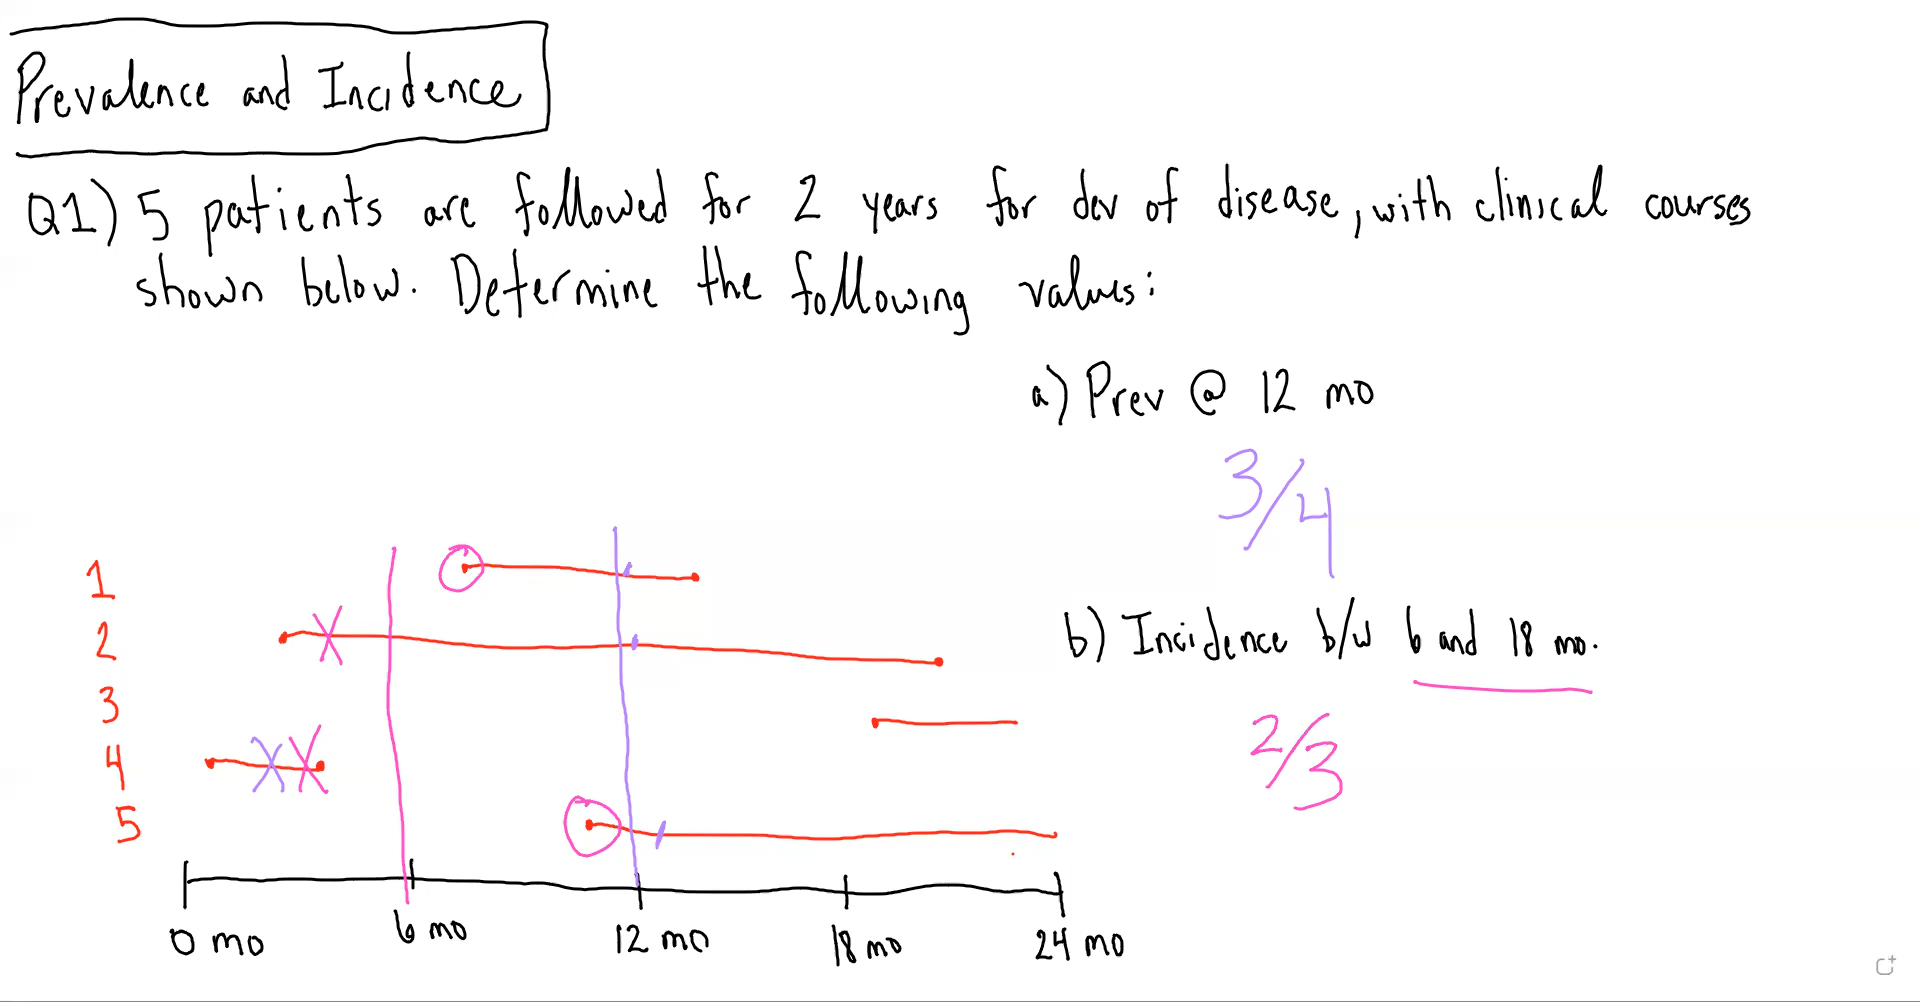 Prevalence and Incidence
Q1) 5 patients are followed for 2 years for dev of disease, with clinical courses
shown below. Determine the following values:
a) Prev @ 12 mo
3/4
1
2
3
4
5
b) Incidence b/w 6 and 18 mo.
2/3
0 mo 6 mo 12 mo 18 mo 24 mo